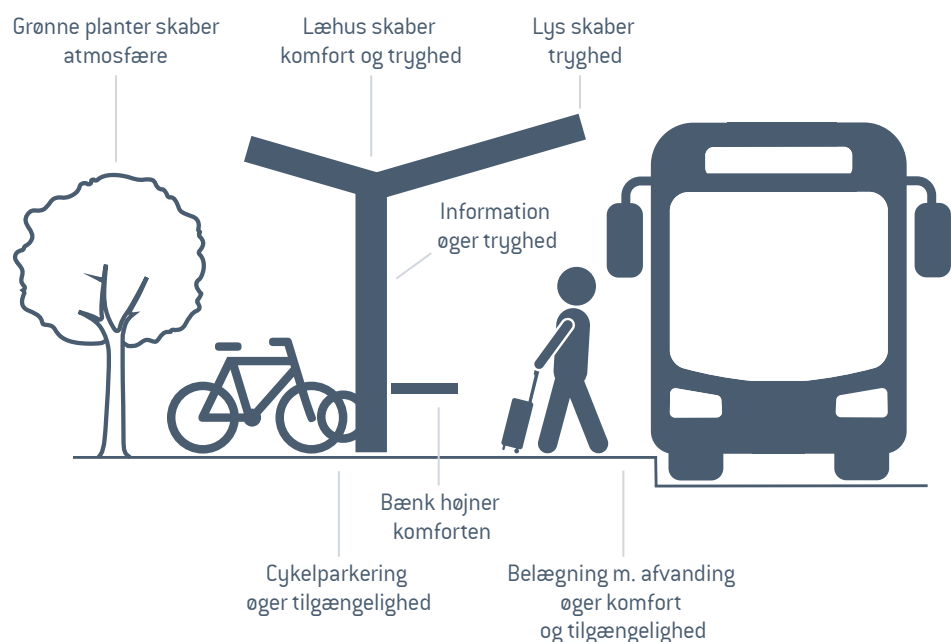 Grønne planter skaber
atmosfære
Læhus skaber
komfort og tryghed
Lys skaber
tryghed
Information
øger tryghed
Bænk højner
komforten
Cykelparkering
øger tilgængelighed
Belægning m. afvanding
øger komfort
og tilgængelighed